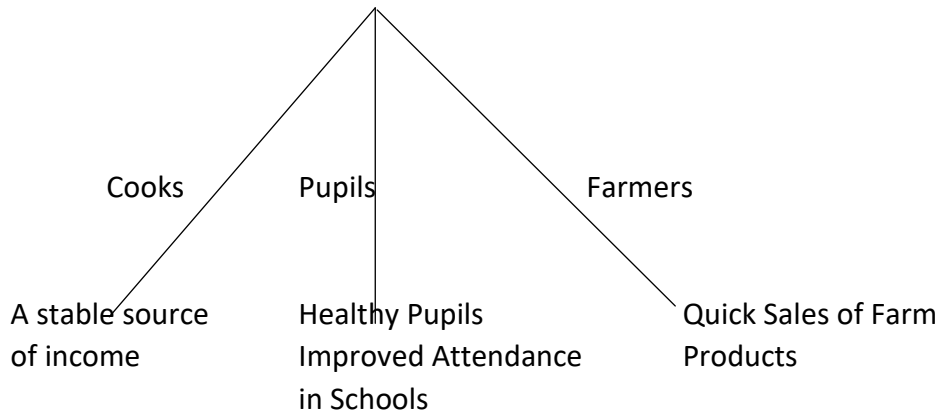 Cooks
Pupils
Farmers
A stable source
of income
Healthy Pupils
Improved Attendance
in Schools
Quick Sales of Farm
Products